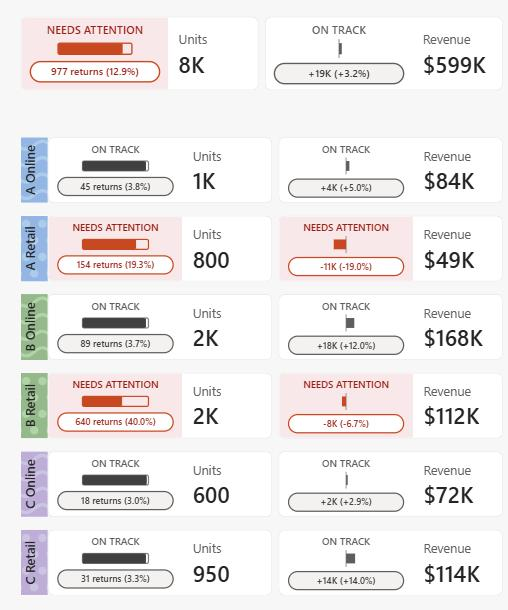 NEEDS ATTENTION
977 returns (12.9%)
Units
8K
ON TRACK
+19K (+3.2%)
Revenue
$599K
A Online
ON TRACK
45 returns (3.8%)
Units
1K
ON TRACK
+4K (+5.0%)
Revenue
$84K
A Retail
NEEDS ATTENTION
154 returns (19.3%)
Units
800
NEEDS ATTENTION
-11K (-19.0%)
Revenue
$49K
B Online
ON TRACK
89 returns (3.7%)
Units
2K
ON TRACK
+18K (+12.0%)
Revenue
$168K
B Retail
NEEDS ATTENTION
640 returns (40.0%)
Units
2K
NEEDS ATTENTION
-8K (-6.7%)
Revenue
$112K
C Online
ON TRACK
18 returns (3.0%)
Units
600
ON TRACK
+2K (+2.9%)
Revenue
$72K
C Retail
ON TRACK
31 returns (3.3%)
Units
950
ON TRACK
+14K (+14.0%)
Revenue
$114K